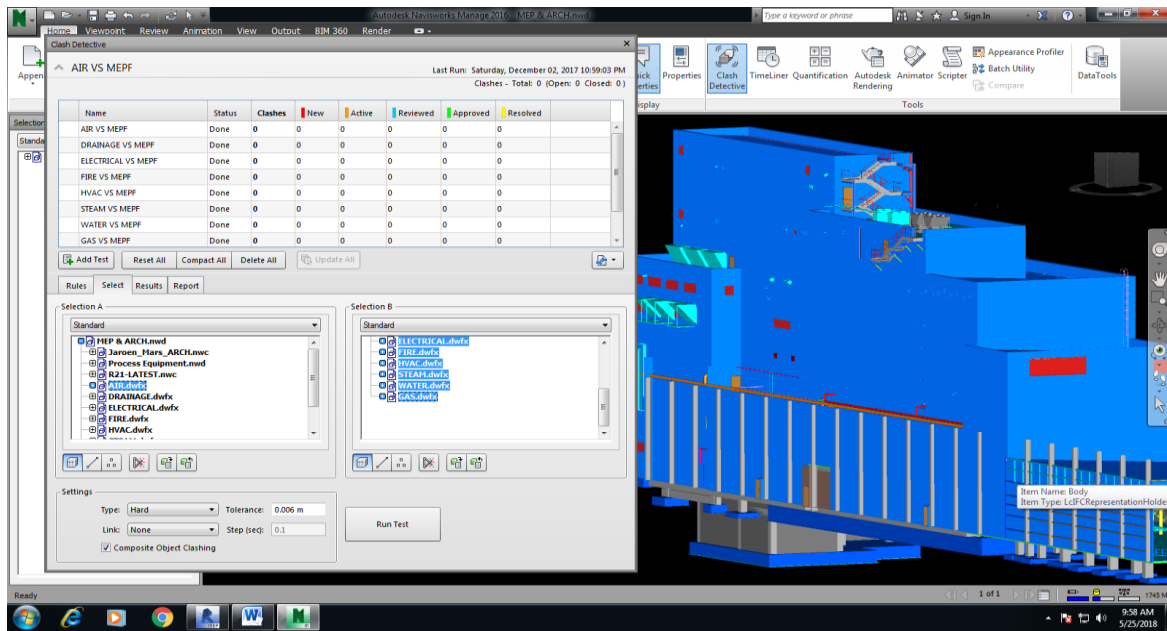 Autodesk Navisworks Manage 2016 MEP & ARCH.nwd
Type a keyword or phrase
Sign In
Home Viewpoint Review Animation View Output BIM 360 Render
Clash Detective
AIR VS MEPF
Last Run: Saturday, December 02, 2017 10:59:03 PM
Clashes - Total: 0 (Open: 0 Closed: 0)
Name Status Clashes New Active Reviewed Approved Resolved
AIR VS MEPF Done 0 0 0 0 0 0
DRAINAGE VS MEPF Done 0 0 0 0 0 0
ELECTRICAL VS MEPF Done 0 0 0 0 0 0
FIRE VS MEPF Done 0 0 0 0 0 0
HVAC VS MEPF Done 0 0 0 0 0 0
STEAM VS MEPF Done 0 0 0 0 0 0
WATER VS MEPF Done 0 0 0 0 0 0
GAS VS MEPF Done 0 0 0 0 0 0
Add Test Reset All Compact All Delete All Update All
Rules Select Results Report
Selection A
Standard
MEP & ARCH.nwd
Jaroen_Mars_ARCH.nwc
Process Equipment.nwd
R21-LATEST.nwc
AIR.dwfx
DRAINAGE.dwfx
ELECTRICAL.dwfx
FIRE.dwfx
HVAC.dwfx
Selection B
Standard
ELECTRICAL.dwfx
FIRE.dwfx
HVAC.dwfx
STEAM.dwfx
WATER.dwfx
GAS.dwfx
Settings
Type: Hard Tolerance: 0.006 m
Link: None Step (sec): 0.1
Composite Object Clashing
Run Test
Appen
Selection
Standa
ick
erties
Properties
isplay
Clash
Detective
TimeLiner
Quantification
Autodesk
Rendering
Animator
Scripter
Appearance Profiler
Batch Utility
Compare
DataTools
Tools
Item Name: Body
Item Type: LcIFCRepresentationHolde
Ready
1 of 1
1745 M
9:58 AM
5/25/2018